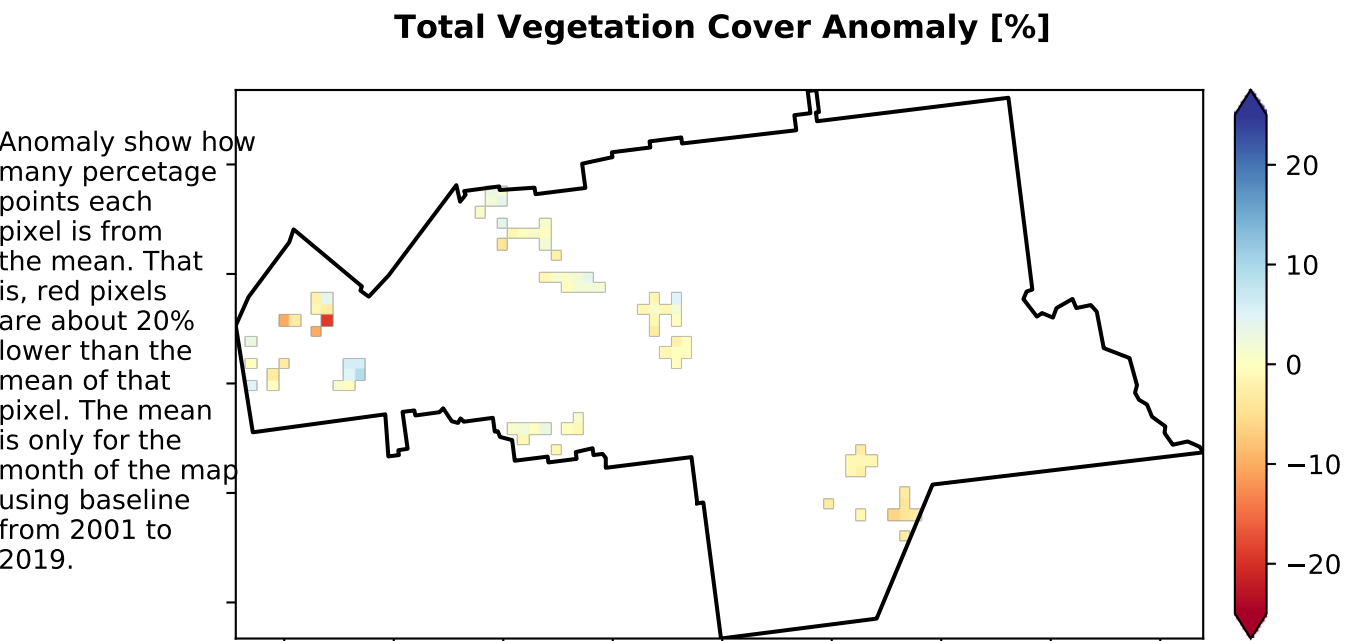 Total Vegetation Cover Anomaly [%]
Anomaly show how
many percetage
points each
pixel is from
the mean. That
is, red pixels
are about 20%
lower than the
mean of that
pixel. The mean
is only for the
month of the map
using baseline
from 2001 to
2019.
20
10
0
−10
−20